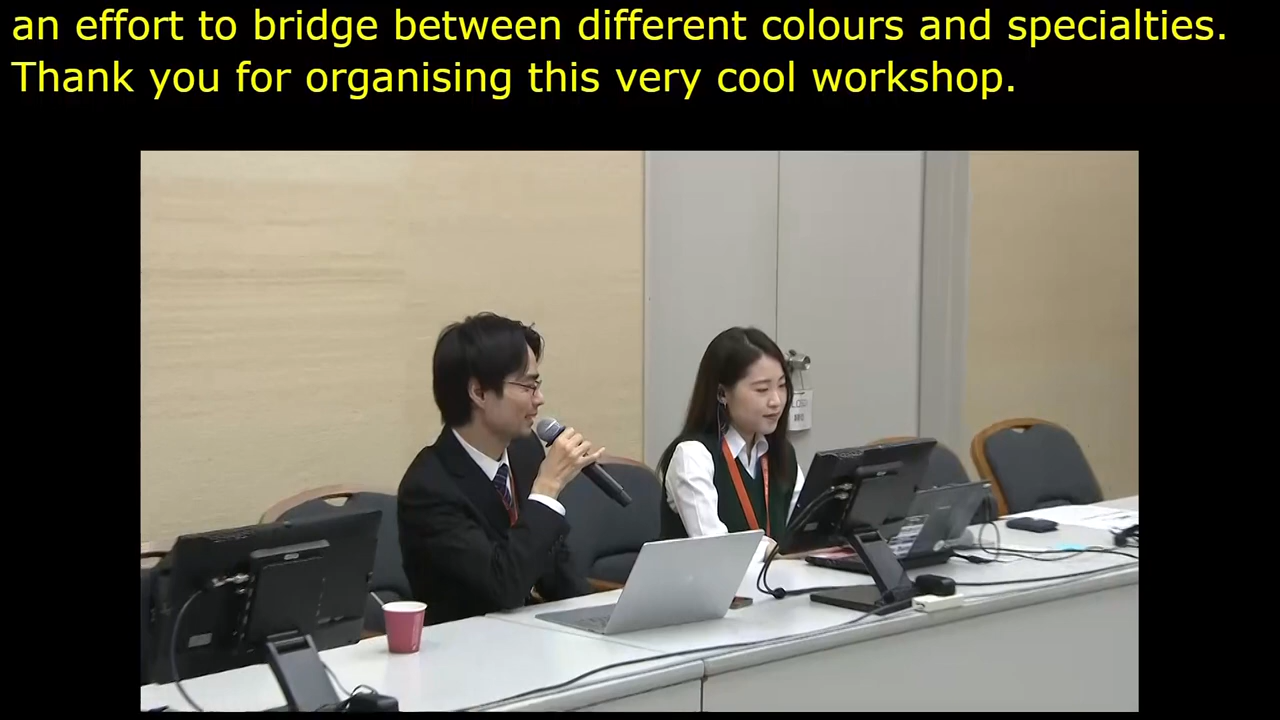 an effort to bridge between different colours and specialties.
Thank you for organising this very cool workshop.